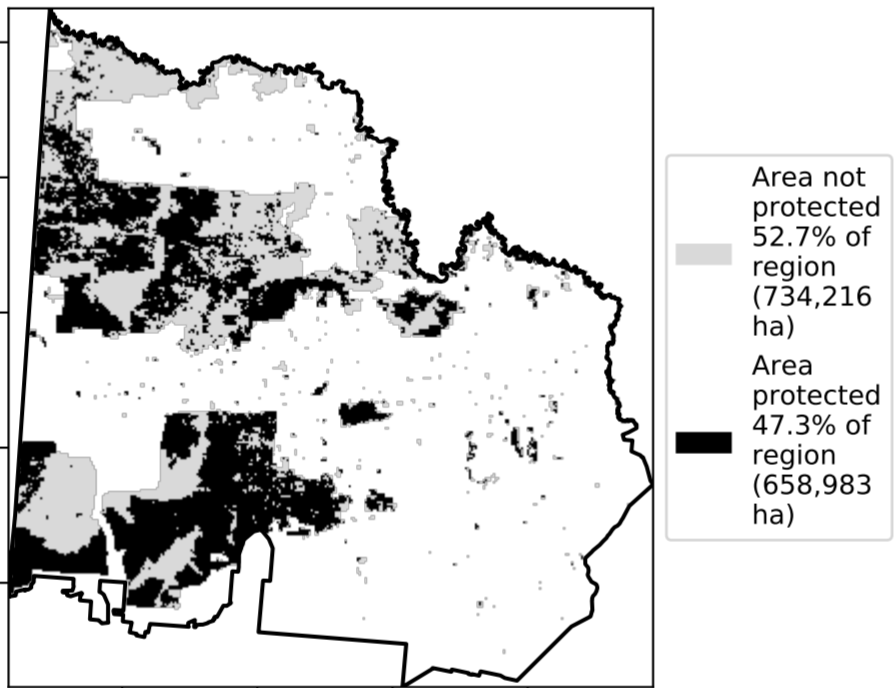 Area not
protected
52.7% of
region
(734,216
ha)
Area
protected
47.3% of
region
(658,983
ha)